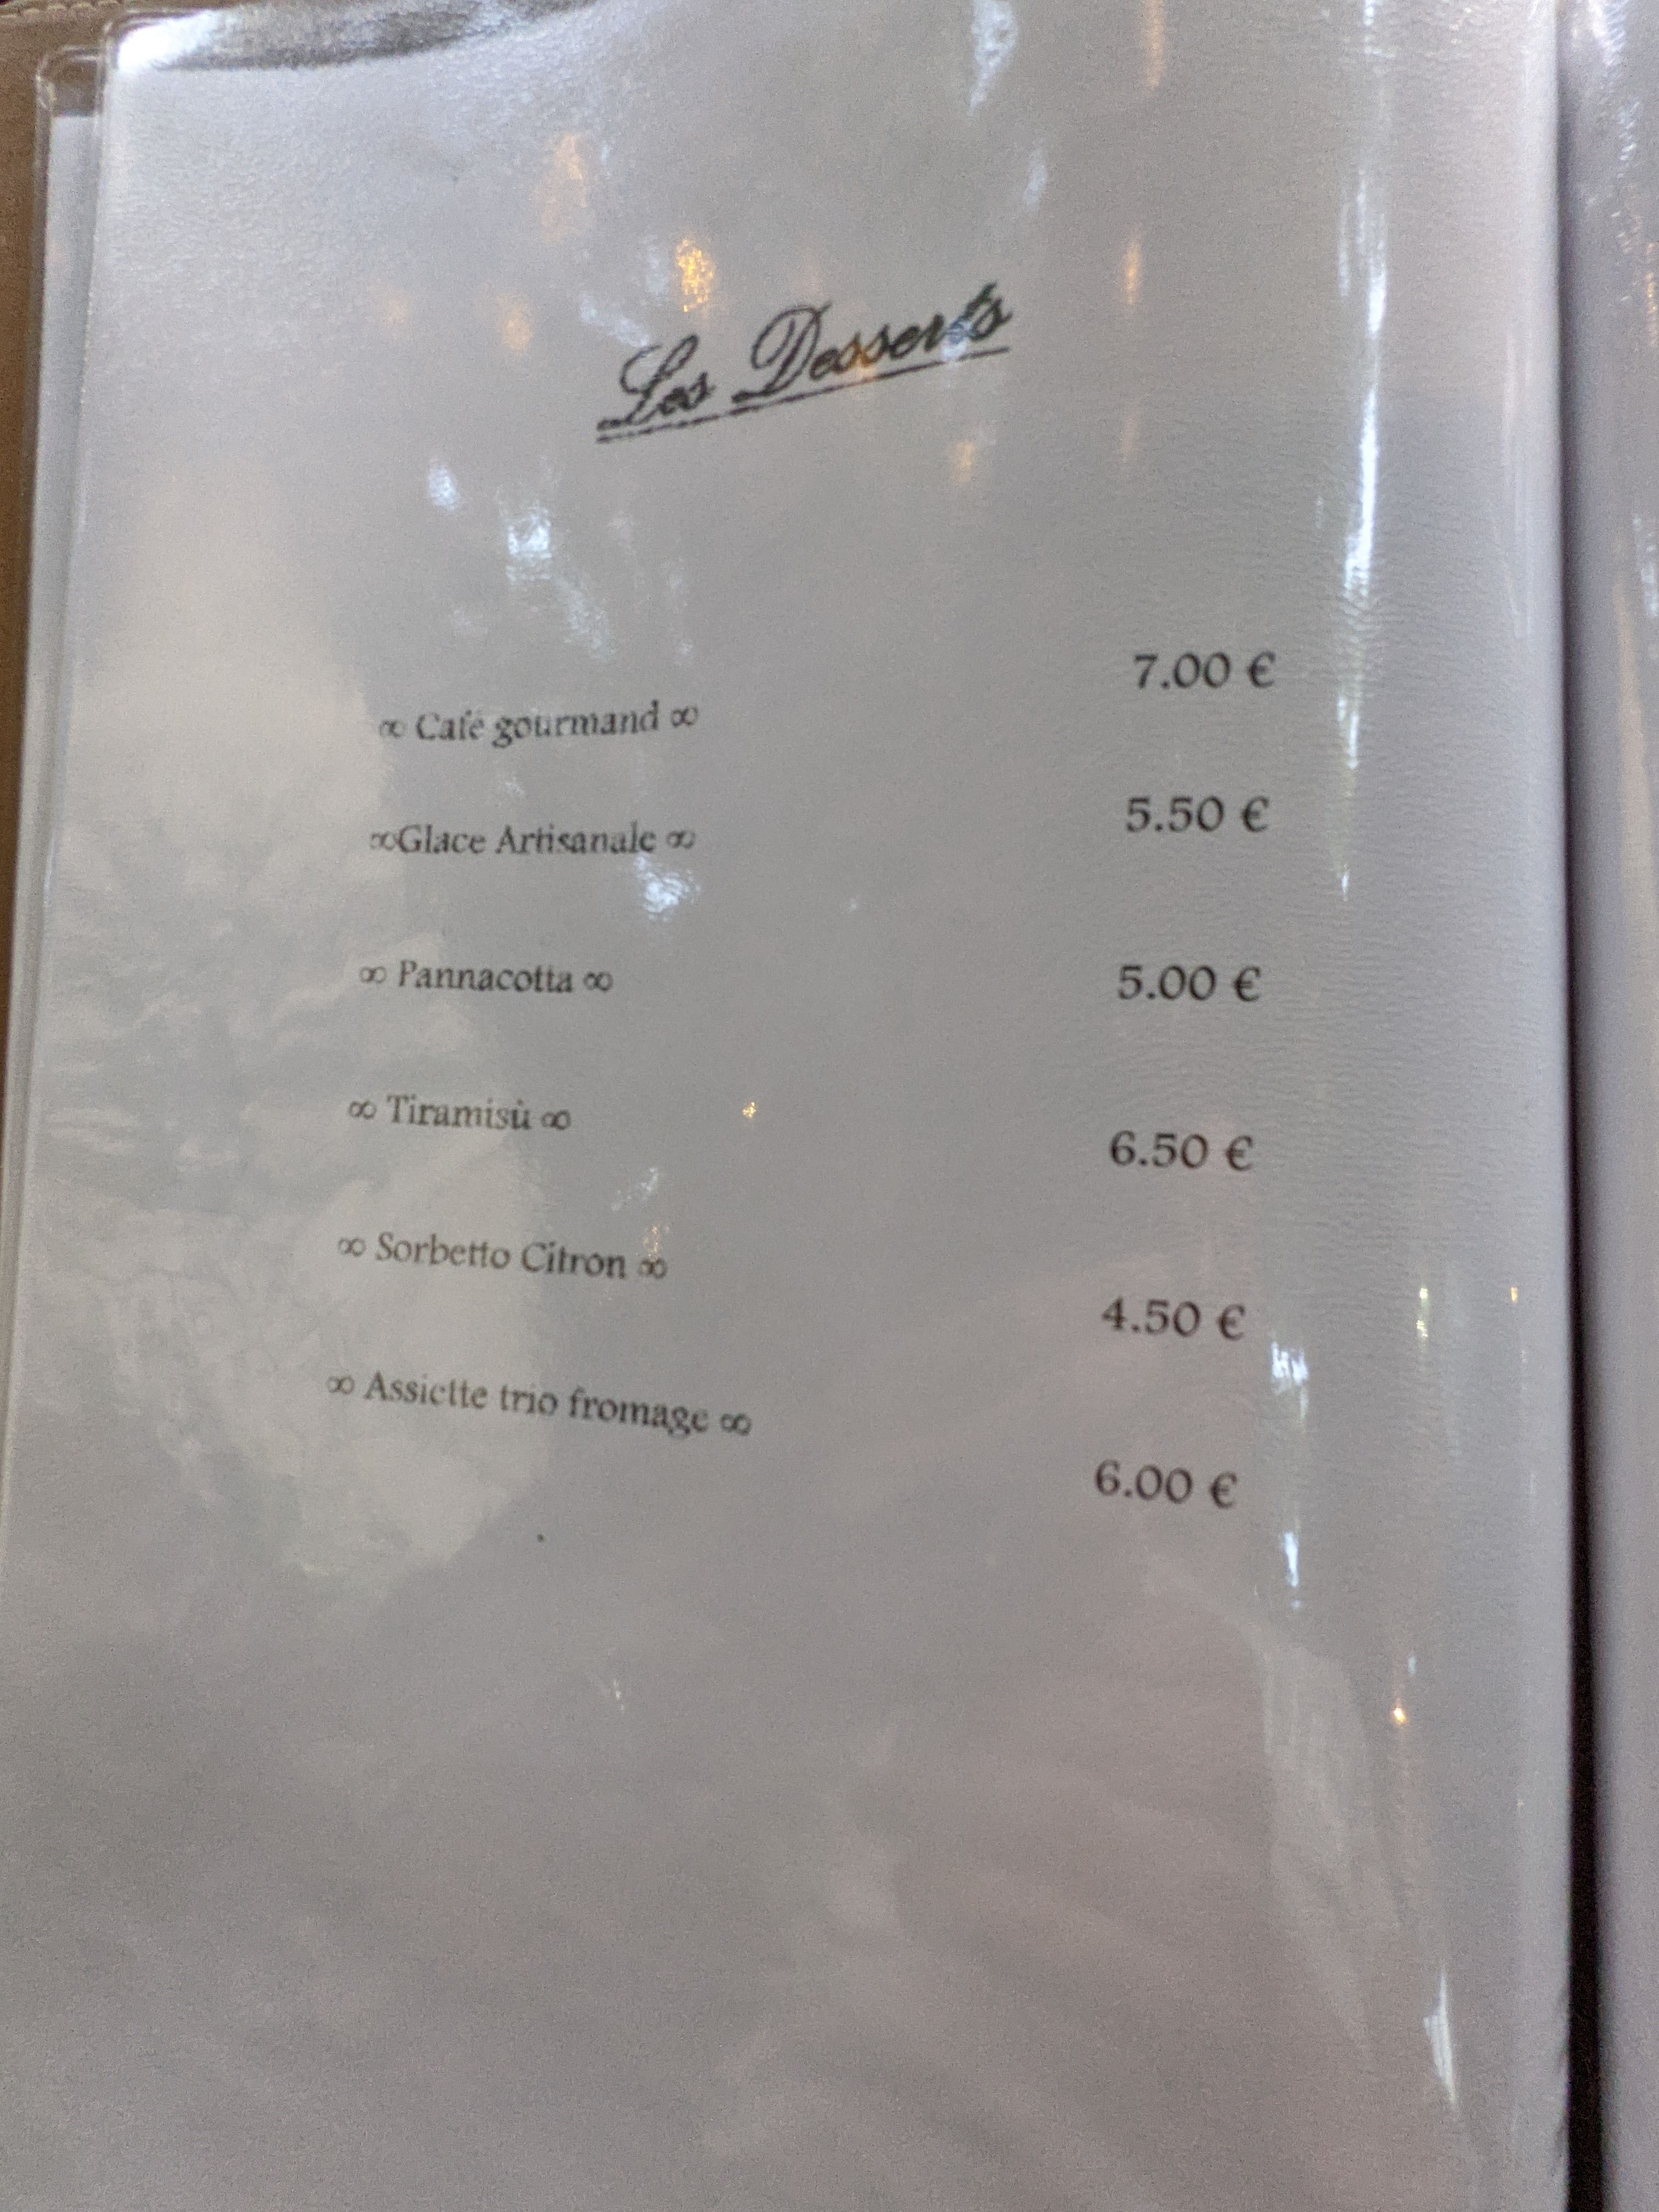 Les Desserts
∞ Café gourmand ∞ 7.00 €
∞Glace Artisanale ∞ 5.50 €
∞ Pannacotta ∞ 5.00 €
∞ Tiramisù ∞ 6.50 €
∞ Sorbetto Citron ∞ 4.50 €
∞ Assiette trio fromage ∞ 6.00 €